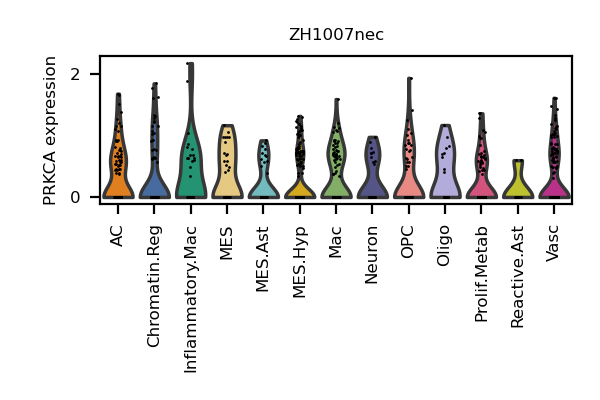 ZH1007nec
PRKCA expression
2
0
AC
Chromatin.Reg
Inflammatory.Mac
MES
MES.Ast
MES.Hyp
Mac
Neuron
OPC
Oligo
Prolif.Metab
Reactive.Ast
Vasc